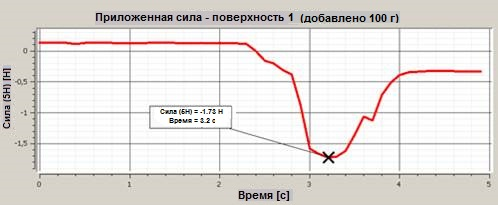 Приложенная сила - поверхность 1 (добавлено 100 г)
Сила (5Н) [Н]
0
-0,5
-1
-1,5
Сила (5Н) = -1.73 Н
Время = 3.2 с
0
1
2
3
4
5
Время [с]